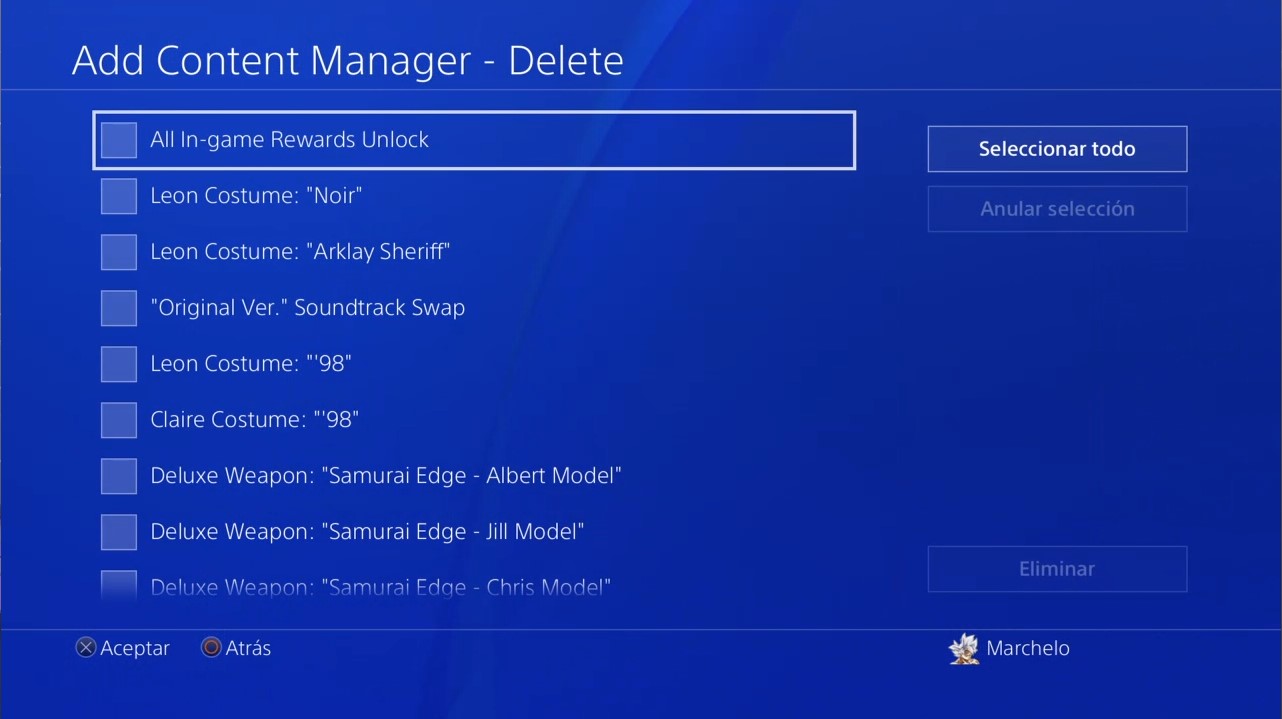 Add Content Manager - Delete
All In-game Rewards Unlock
Leon Costume: "Noir"
Leon Costume: "Arklay Sheriff"
"Original Ver." Soundtrack Swap
Leon Costume: "'98"
Claire Costume: "'98"
Deluxe Weapon: "Samurai Edge - Albert Model"
Deluxe Weapon: "Samurai Edge - Jill Model"
Deluxe Weapon: "Samurai Edge - Chris Model"
Seleccionar todo
Anular selección
Eliminar
Aceptar
Atrás
Marchelo